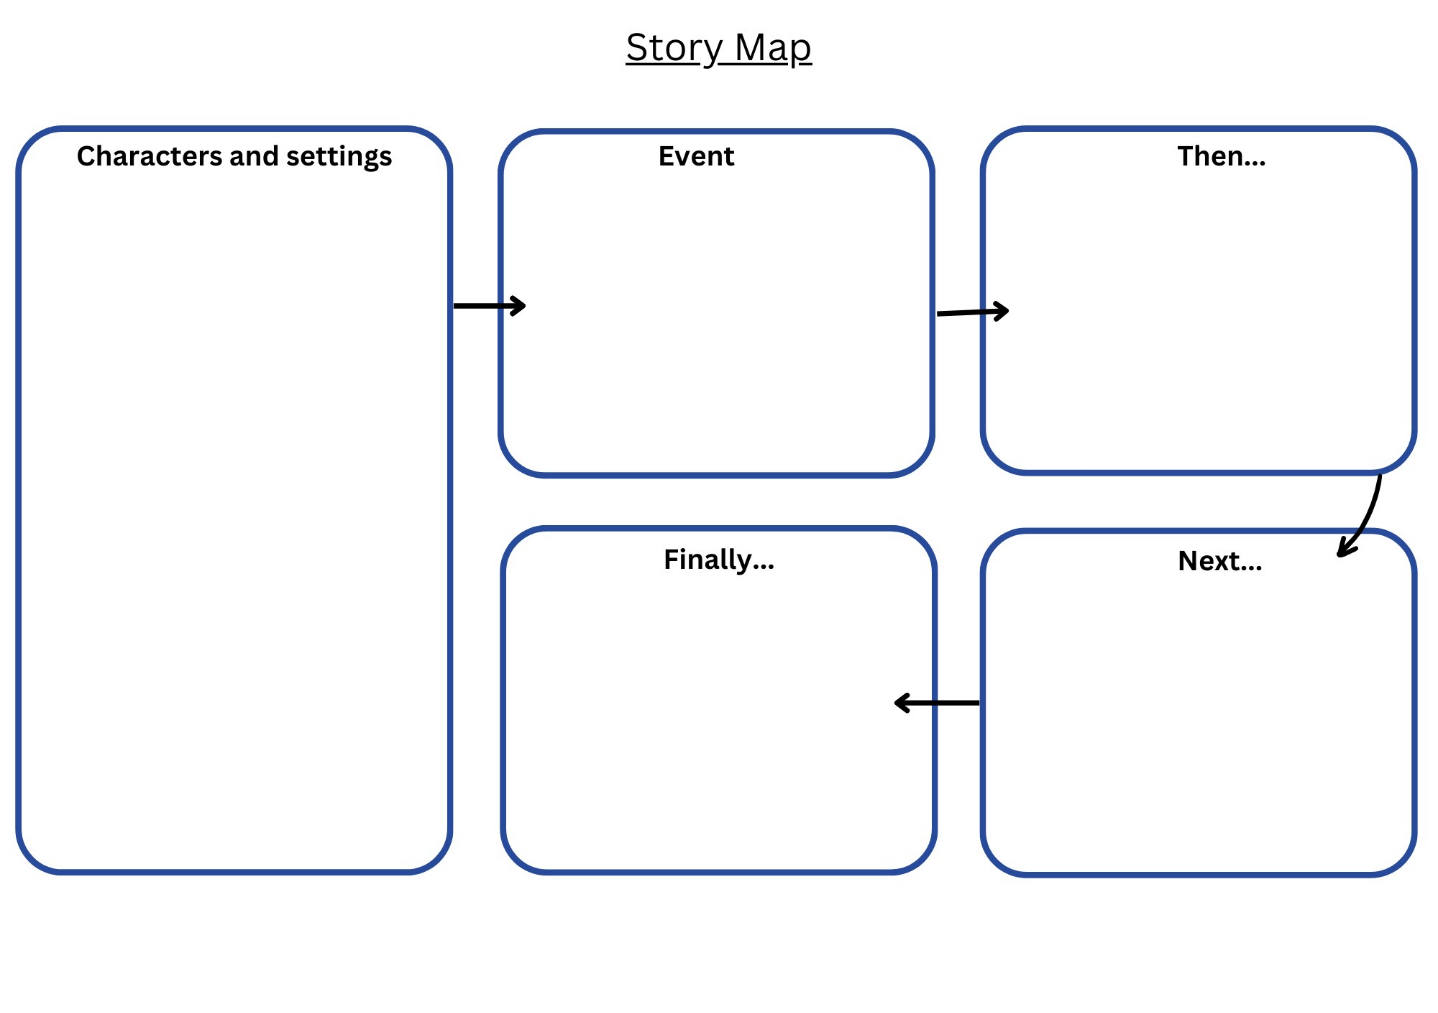 Story Map
Characters and settings
Event
Then...
Next...
Finally...